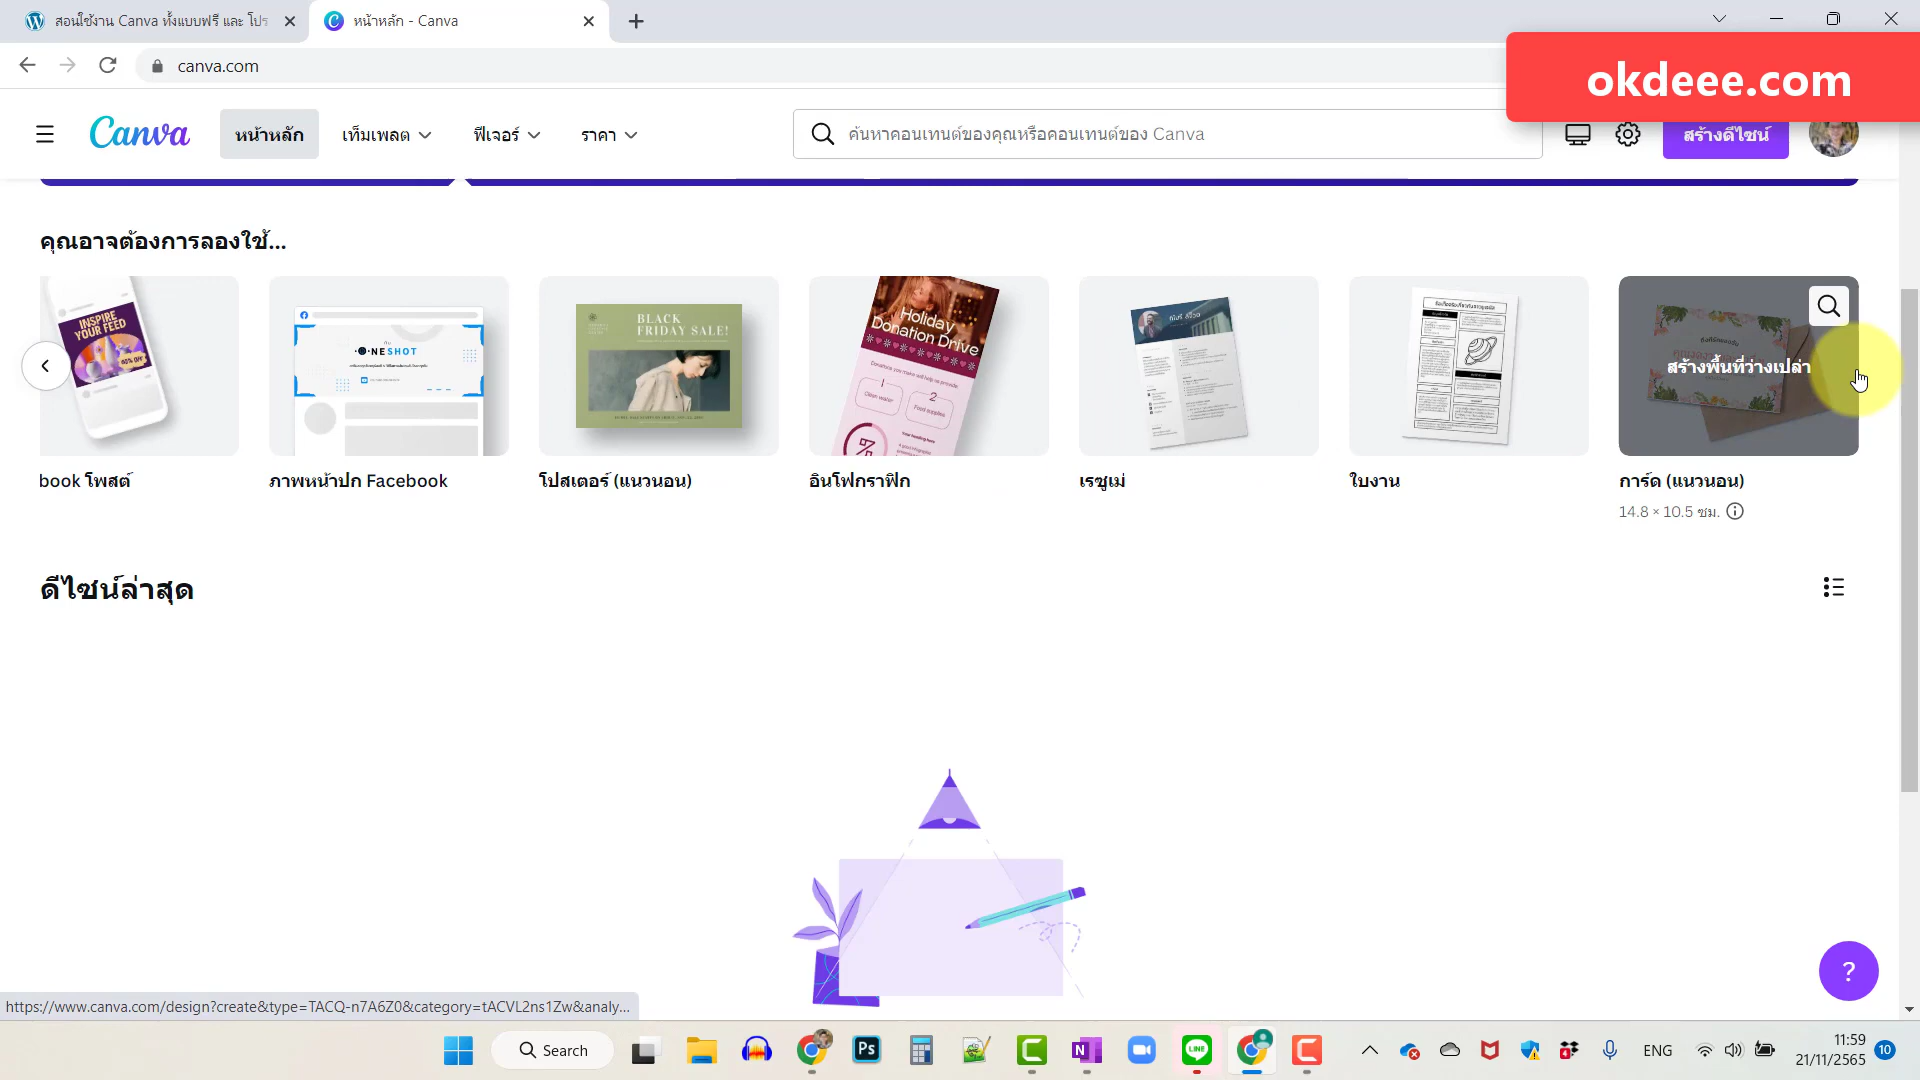 สอนใช้งาน Canva ทั้งแบบฟรี และ โปร
หน้าหลัก - Canva
canva.com
okdeee.com
Canva
หน้าหลัก
เท็มเพลต
ฟีเจอร์
ราคา
ค้นหาคอนเทนต์ของคุณหรือคอนเทนต์ของ Canva
สร้างดีไซน์
คุณอาจต้องการลองใช้...
INSPIRE
YOUR FEED
ONESHOT
BLACK
FRIDAY SALE!
Holiday
Donation Drive
1
Clean water
2
Food supplies
สร้างพื้นที่ว่างเปล่า
book โพสต์
ภาพหน้าปก Facebook
โปสเตอร์ (แนวนอน)
อินโฟกราฟิก
เรซูเม่
ใบงาน
การ์ด (แนวนอน)
14.8 × 10.5 ซม.
ดีไซน์ล่าสุด
?
https://www.canva.com/design?create&type=TACQ-n7A6Z0&category=tACVL2ns1Zw&analy...
Search
Ps
LINE
ENG
11:59
21/11/2565
10